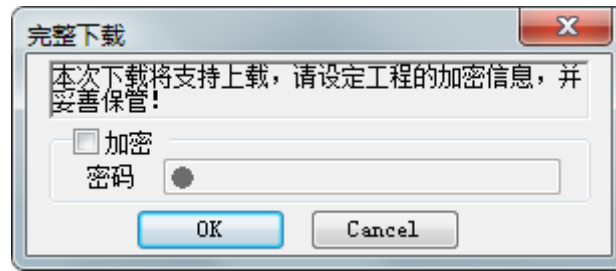 完整下载
本次下载将支持上载，请设定工程的加密信息，并
妥善保管！
加密
密码
OK
Cancel